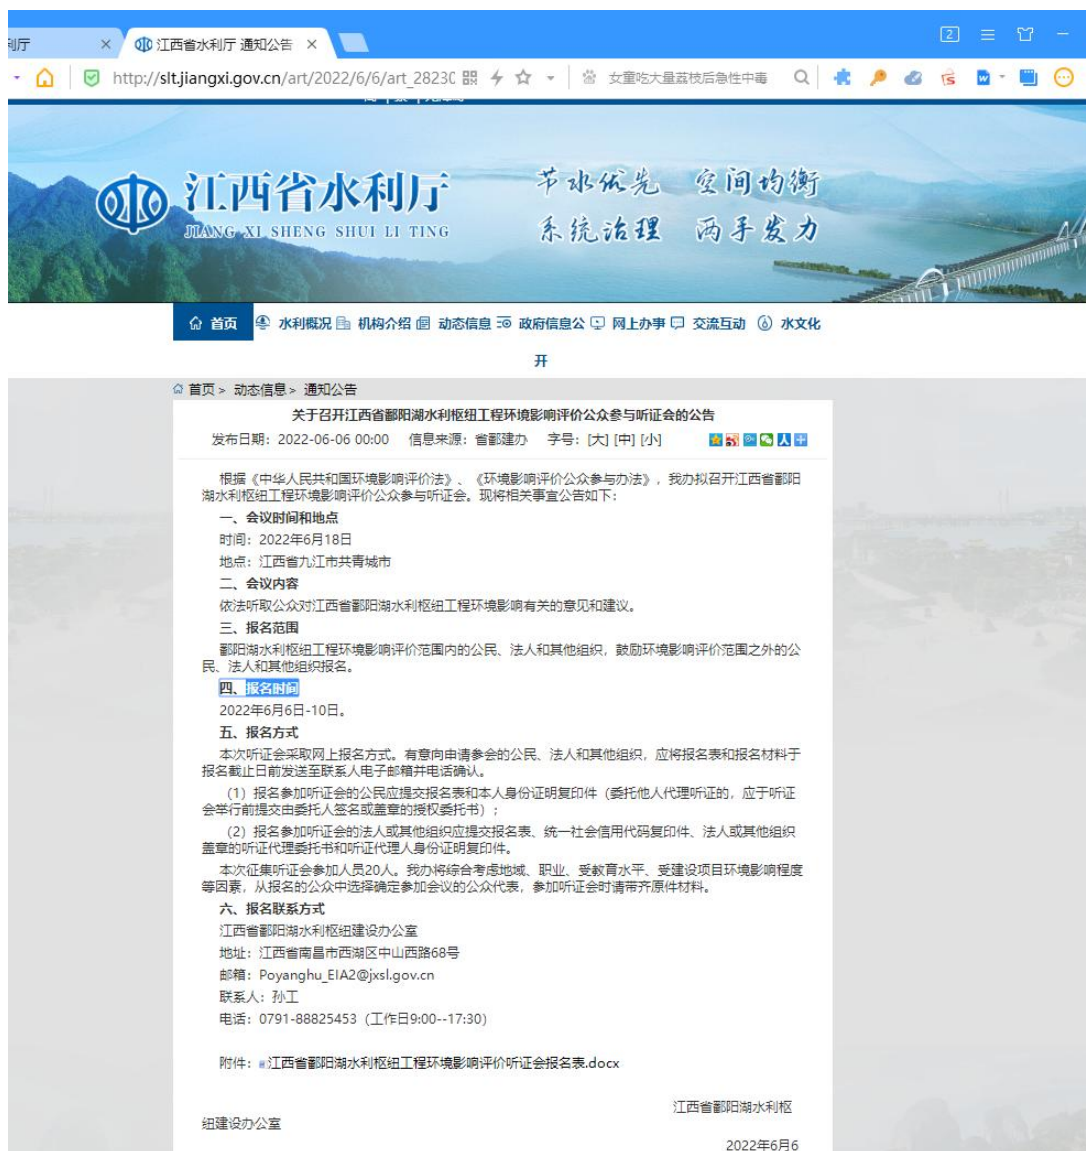 利厅
江西省水利厅 通知公告
2
http://slt.jiangxi.gov.cn/art/2022/6/6/art_28230
女童吃大量荔枝后急性中毒
江西省水利厅
JIANG XI SHENG SHUI LI TING
节水优先 空间均衡
系统治理 两手发力
首页 水利概况 机构介绍 动态信息 政府信息公 网上办事 交流互动 水文化
开
首页 > 动态信息 > 通知公告
关于召开江西省鄱阳湖水利枢纽工程环境影响评价公众参与听证会的公告
发布日期：2022-06-06 00:00 信息来源：省鄱建办 字号：[大] [中] [小]
根据《中华人民共和国环境影响评价法》、《环境影响评价公众参与办法》，我办拟召开江西省鄱阳
湖水利枢纽工程环境影响评价公众参与听证会。现将相关事宜公告如下：
一、会议时间和地点
时间：2022年6月18日
地点：江西省九江市共青城市
二、会议内容
依法听取公众对江西省鄱阳湖水利枢纽工程环境影响有关的意见和建议。
三、报名范围
鄱阳湖水利枢纽工程环境影响评价范围内的公民、法人和其他组织，鼓励环境影响评价范围之外的公
民、法人和其他组织报名。
四、报名时间
2022年6月6日-10日。
五、报名方式
本次听证会采取网上报名方式。有意向申请参会的公民、法人和其他组织，应将报名表和报名材料于
报名截止日前发送至联系人电子邮箱并电话确认。
（1）报名参加听证会的公民应提交报名表和本人身份证明复印件（委托他人代理听证的，应于听证
会举行前提交由委托人签名或盖章的授权委托书）；
（2）报名参加听证会的法人或其他组织应提交报名表、统一社会信用代码复印件、法人或其他组织
盖章的听证代理委托书和听证代理人身份证明复印件。
本次征集听证会参加人员20人。我办将综合考虑地域、职业、受教育水平、受建设项目环境影响程度
等因素，从报名的公众中选择确定参加会议的公众代表，参加听证会时请带齐原件材料。
六、报名联系方式
江西省鄱阳湖水利枢纽建设办公室
地址：江西省南昌市西湖区中山西路68号
邮箱：Poyanghu_EIA2@jxsl.gov.cn
联系人：孙工
电话：0791-88825453（工作日9:00--17:30）
附件：江西省鄱阳湖水利枢纽工程环境影响评价听证会报名表.docx
江西省鄱阳湖水利枢
纽建设办公室
2022年6月6